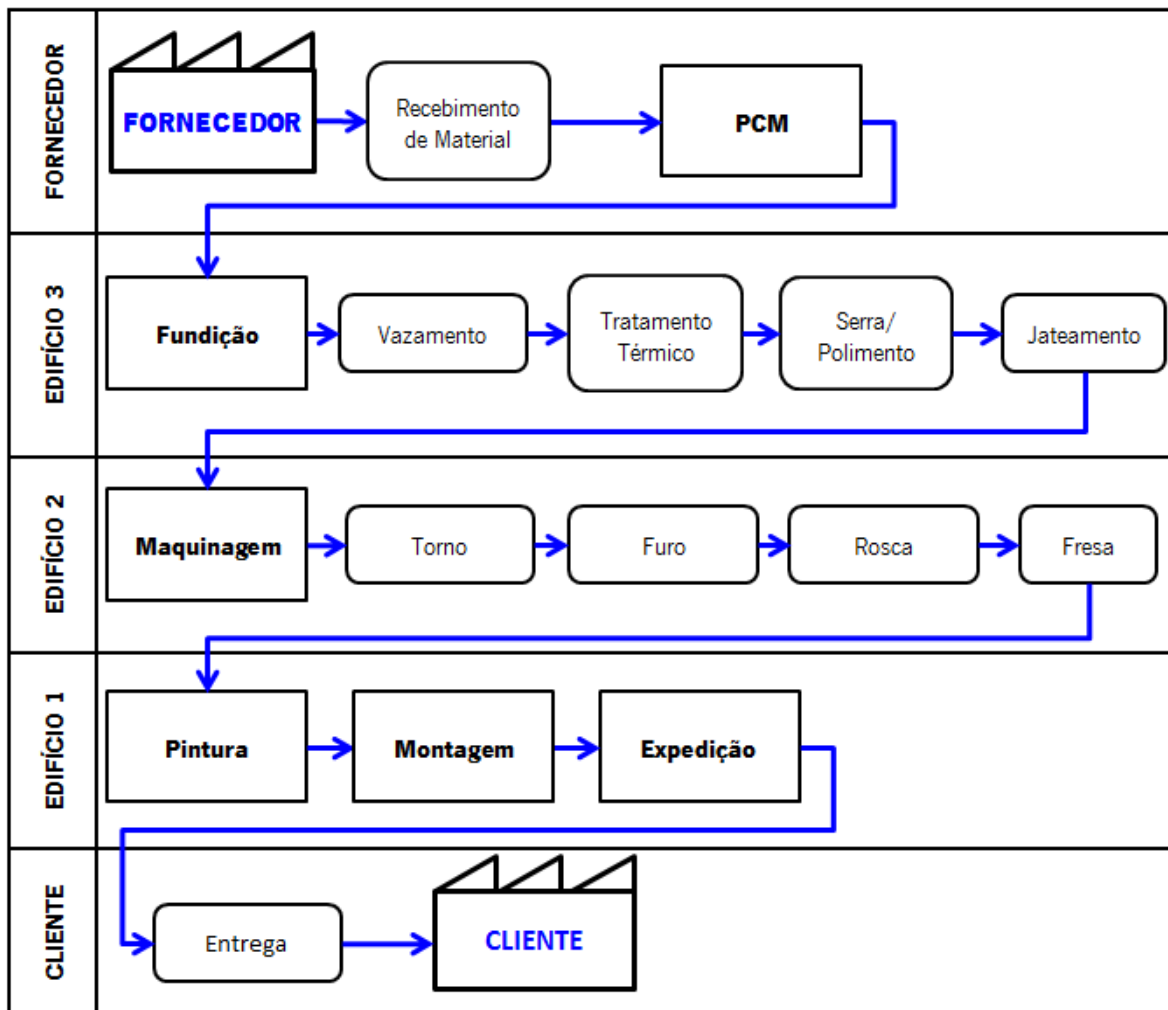 FORNECEDOR
FORNECEDOR
Recebimento
de Material
PCM
EDIFÍCIO 3
Fundição
Vazamento
Tratamento
Térmico
Serra/
Polimento
Jateamento
EDIFÍCIO 2
Maquinagem
Torno
Furo
Rosca
Fresa
EDIFÍCIO 1
Pintura
Montagem
Expedição
CLIENTE
Entrega
CLIENTE